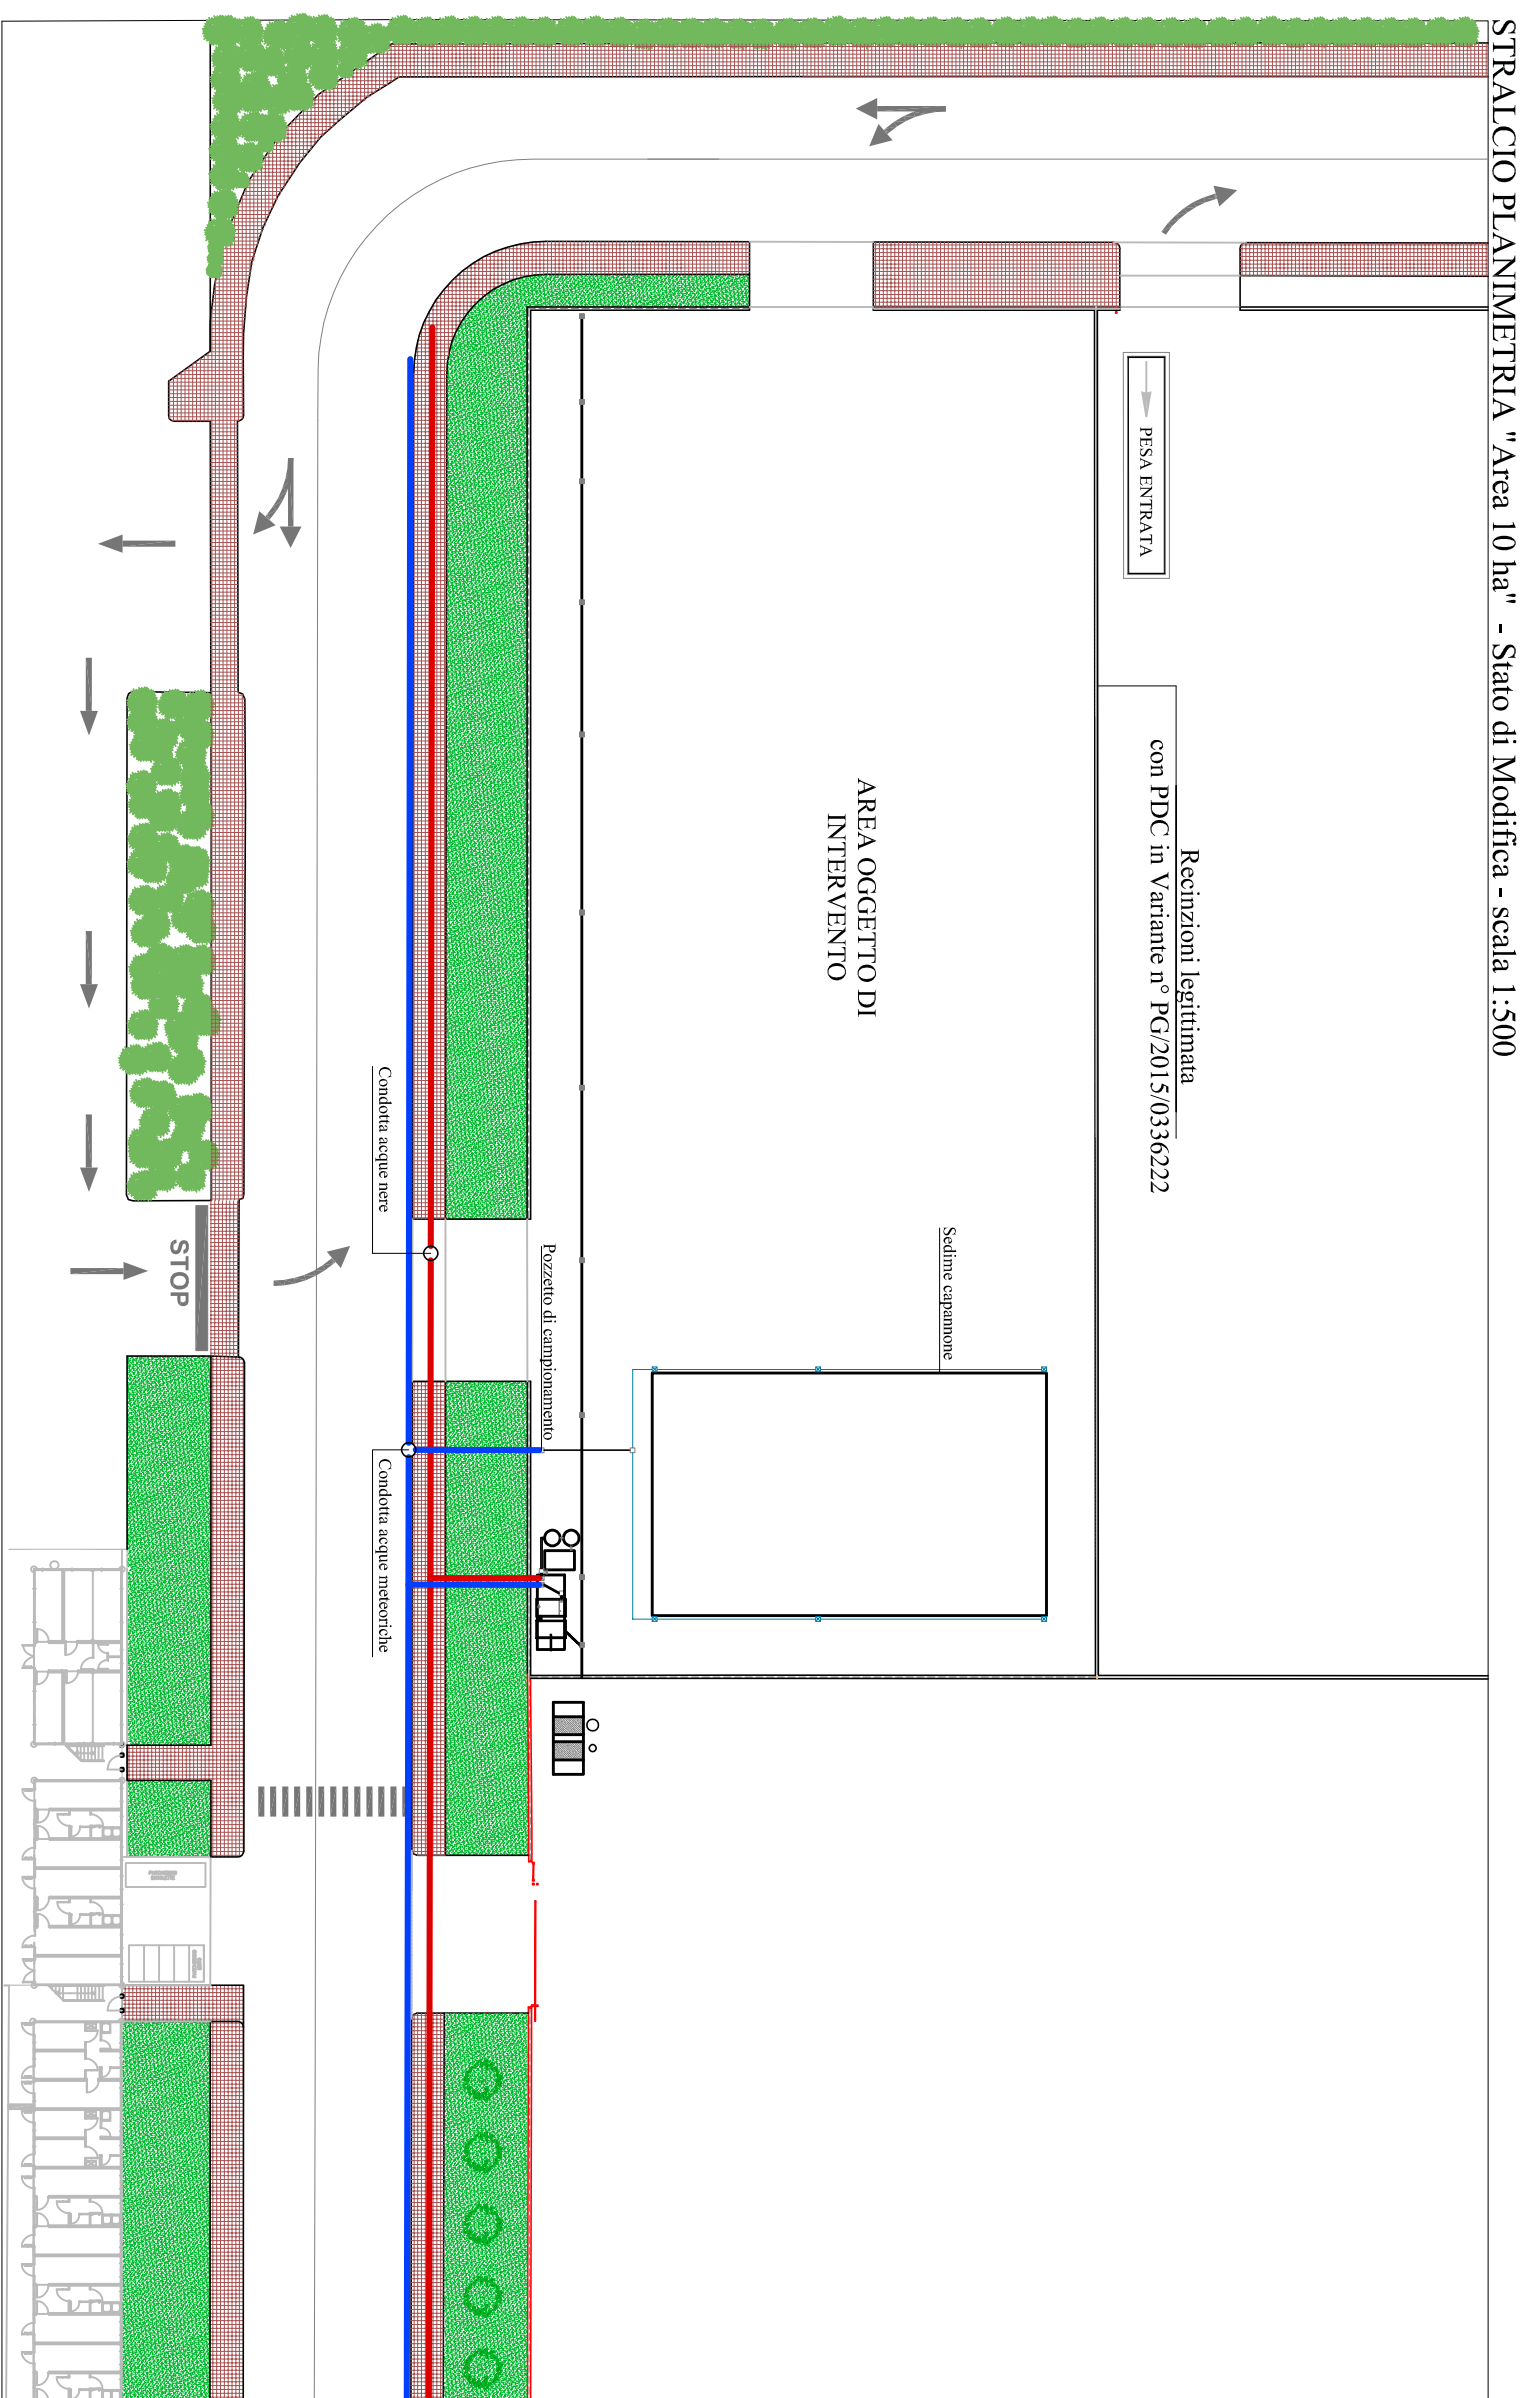 STRALCIO PLANIMETRIA "Area 10 ha" - Stato di Modifica - scala 1:500
PESA ENTRATA
Recinzioni legittimata
con PDC in Variante n° PG/2015/0336222
AREA OGGETTO DI
INTERVENTO
Sedime capannone
Pozzetto di campionamento
Condotta acque nere
Condotta acque meteoriche
STOP